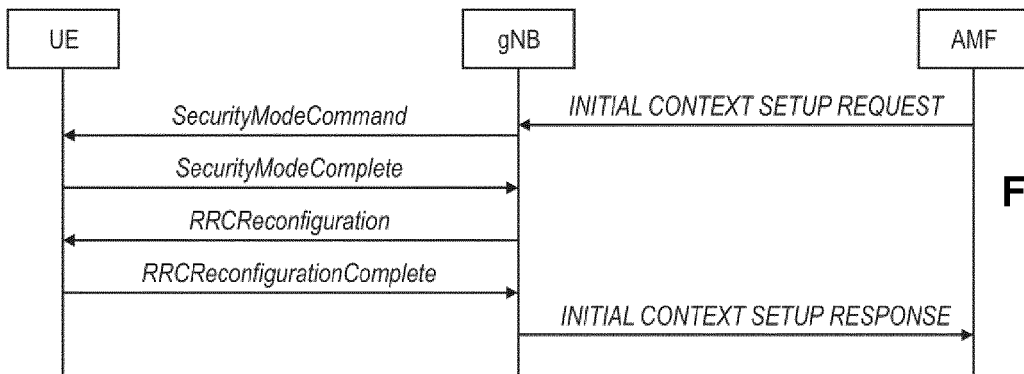 UE
gNB
AMF
INITIAL CONTEXT SETUP REQUEST
SecurityModeCommand
SecurityModeComplete
F
RRCReconfiguration
RRCReconfigurationComplete
INITIAL CONTEXT SETUP RESPONSE